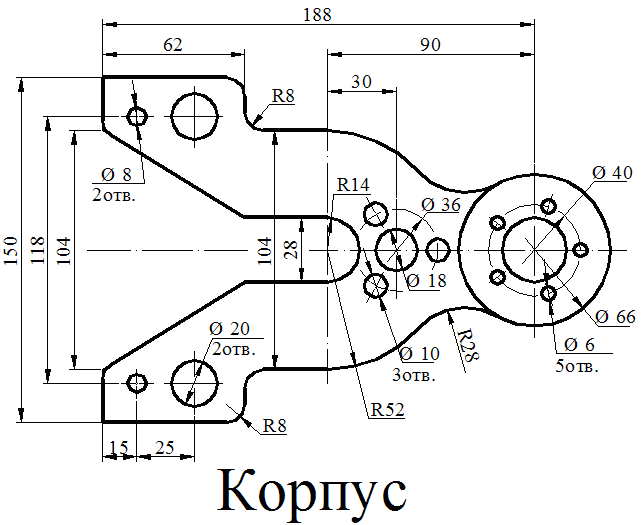 188
62
90
30
R8
Ø 8
2отв.
R14
Ø 36
Ø 40
150
118
104
104
28
Ø 18
Ø 66
Ø 20
2отв.
Ø 10
3отв.
R28
Ø 6
5отв.
R52
R8
15
25
Корпус